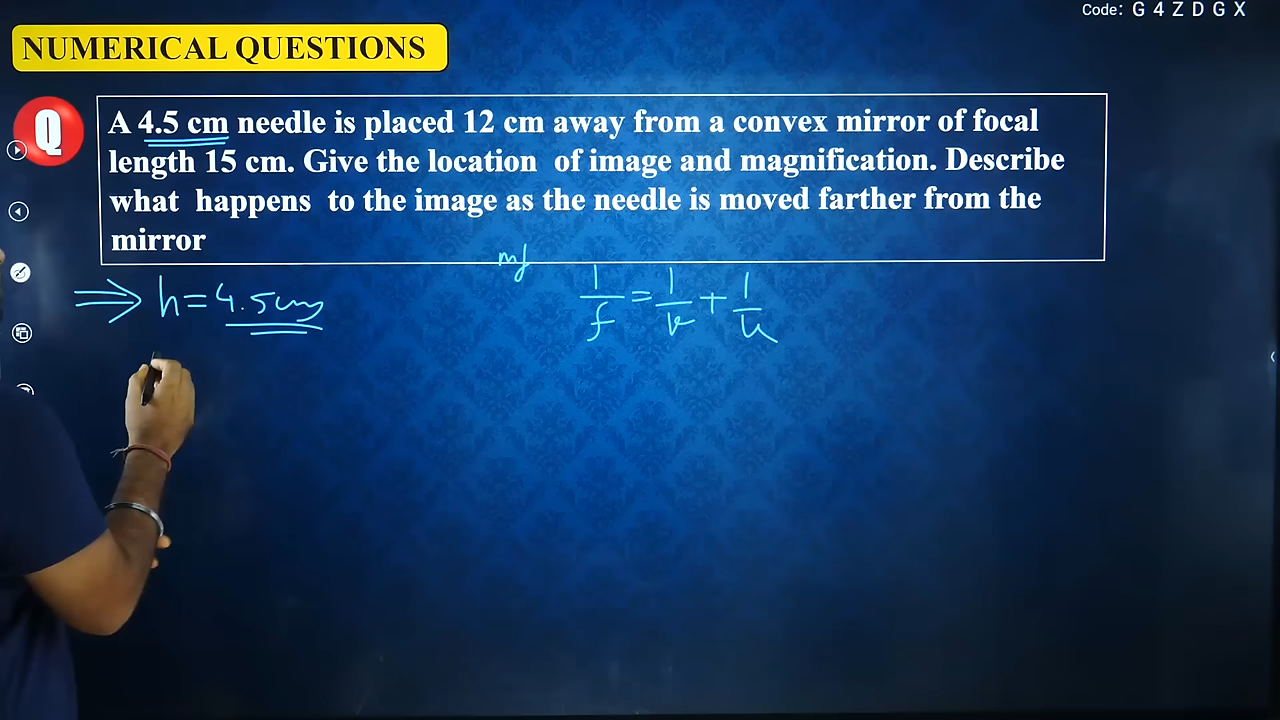 Code: G 4 Z D G X
NUMERICAL QUESTIONS
Q
A 4.5 cm needle is placed 12 cm away from a convex mirror of focal
length 15 cm. Give the location of image and magnification. Describe
what happens to the image as the needle is moved farther from the
mirror
mf
⇒ h = 4.5 cm
1/f = 1/v + 1/u